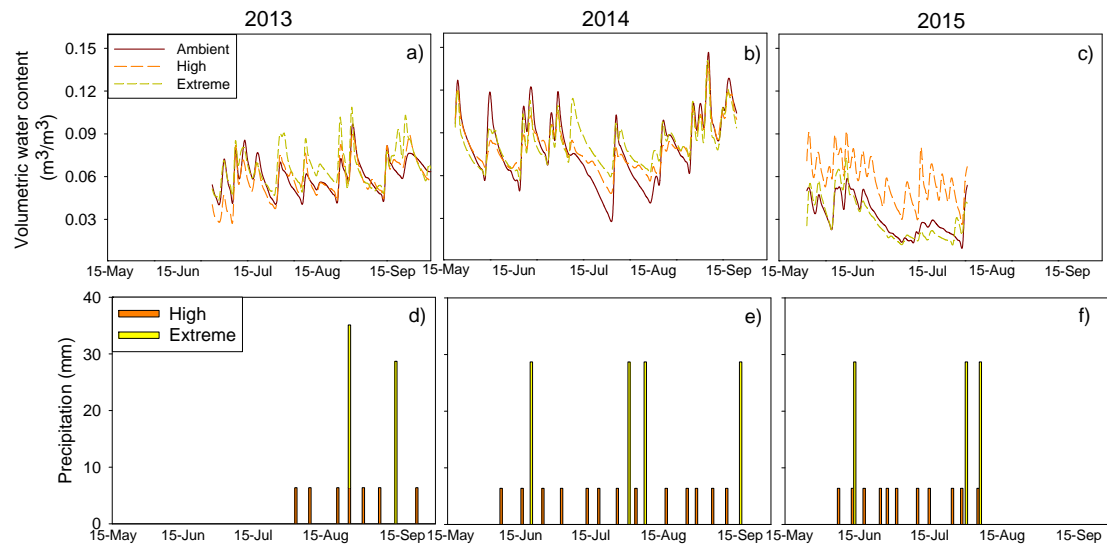 2013 2014 2015
Volumetric water content
(m3/m3)
0.15
0.12
0.09
0.06
0.03
Ambient
High
Extreme
a) b) c)
15-May 15-Jun 15-Jul 15-Aug 15-Sep 15-May 15-Jun 15-Jul 15-Aug 15-Sep 15-May 15-Jun 15-Jul 15-Aug 15-Sep
Precipitation (mm)
40
30
20
10
0
High
Extreme
d) e) f)
15-May 15-Jun 15-Jul 15-Aug 15-Sep 15-May 15-Jun 15-Jul 15-Aug 15-Sep 15-May 15-Jun 15-Jul 15-Aug 15-Sep